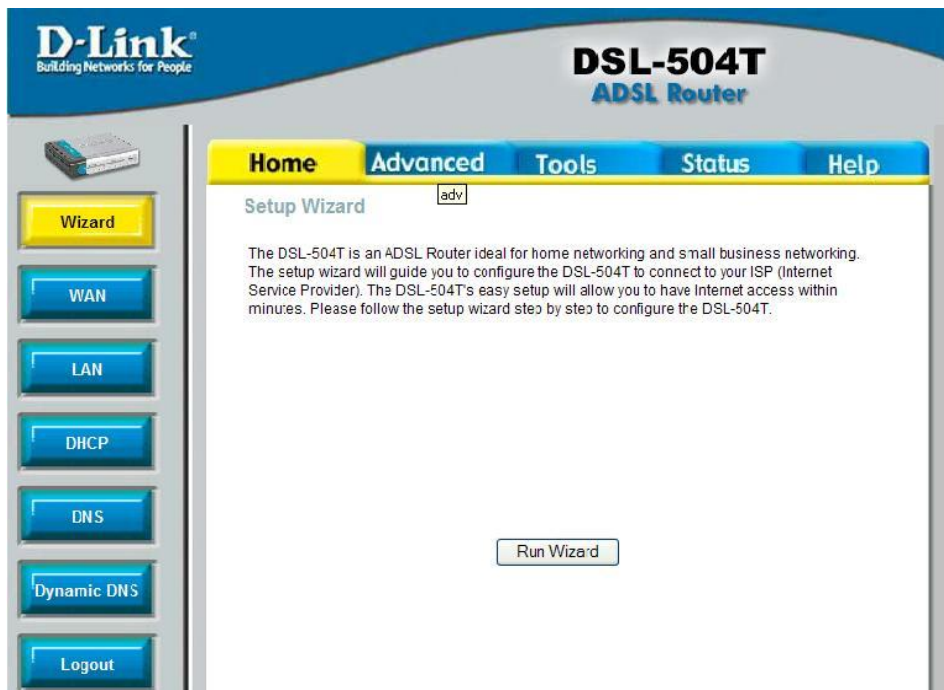 D-Link
Building Networks for People
DSL-504T
ADSL Router
Home
Advanced
Tools
Status
Help
adv
Wizard
WAN
LAN
DHCP
DNS
Dynamic DNS
Logout
Setup Wizard
The DSL-504T is an ADSL Router ideal for home networking and small business networking.
The setup wizard will guide you to configure the DSL-504T to connect to your ISP (Internet
Service Provider). The DSL-504T's easy setup will allow you to have Internet access within
minutes. Please follow the setup wizard step by step to configure the DSL-504T.
Run Wizard